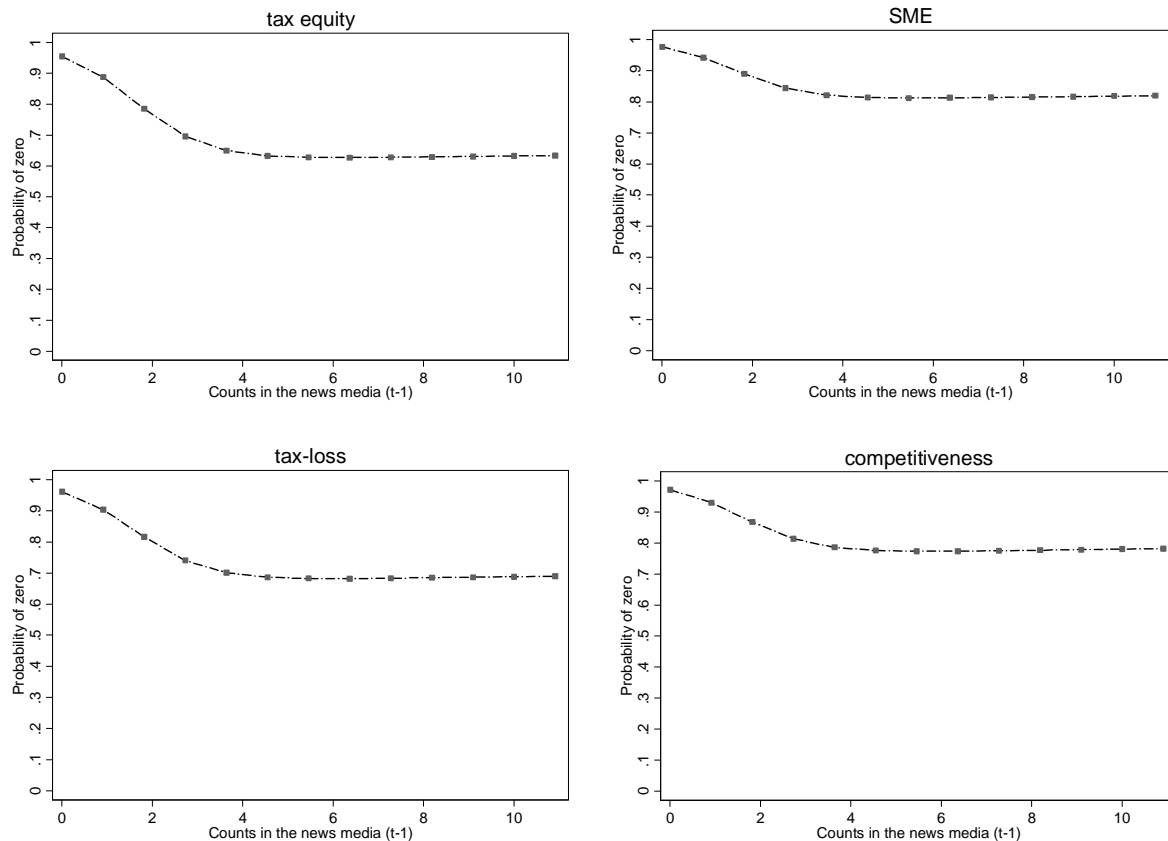 tax equity
Probability of zero
1
.9
.8
.7
.6
.5
.4
.3
.2
.1
0
0 2 4 6 8 10
Counts in the news media (t-1)
SME
Probability of zero
1
.9
.8
.7
.6
.5
.4
.3
.2
.1
0
0 2 4 6 8 10
Counts in the news media (t-1)
tax-loss
Probability of zero
1
.9
.8
.7
.6
.5
.4
.3
.2
.1
0
0 2 4 6 8 10
Counts in the news media (t-1)
competitiveness
Probability of zero
1
.9
.8
.7
.6
.5
.4
.3
.2
.1
0
0 2 4 6 8 10
Counts in the news media (t-1)